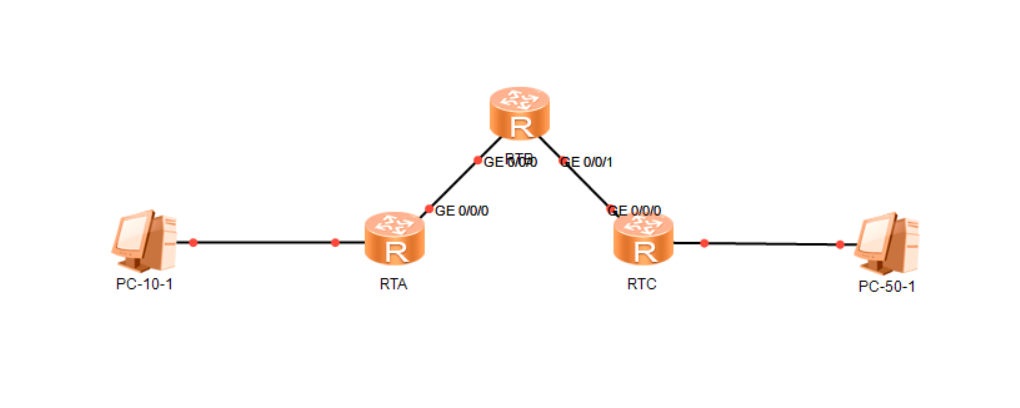 R
RTB
GE 0/0/0
GE 0/0/1
GE 0/0/0
GE 0/0/0
R
R
PC-10-1
RTA
RTC
PC-50-1